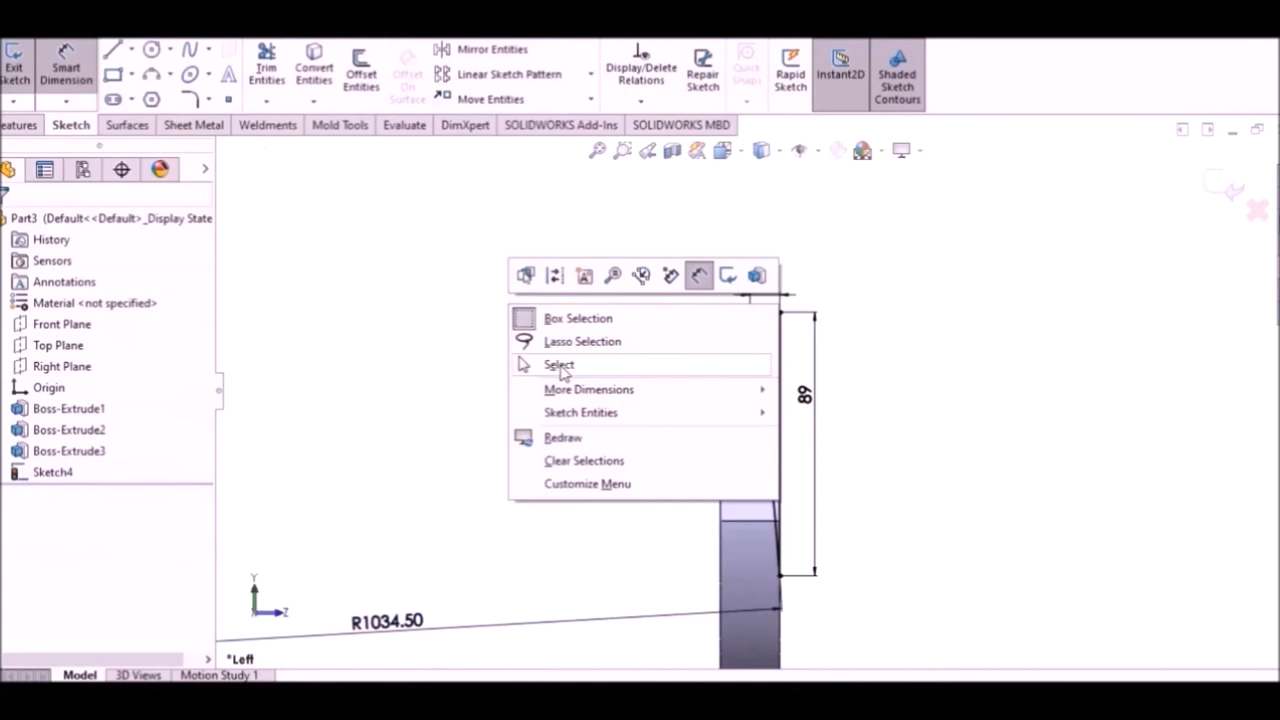 Exit Sketch
Smart Dimension
Trim Entities
Convert Entities
Offset Entities
Offset On Surface
Mirror Entities
Linear Sketch Pattern
Move Entities
Display/Delete Relations
Repair Sketch
Quick Snaps
Rapid Sketch
Instant2D
Shaded Sketch Contours
eatures Sketch Surfaces Sheet Metal Weldments Mold Tools Evaluate DimXpert SOLIDWORKS Add-Ins SOLIDWORKS MBD
Part3 (Default<<Default>_Display State
History
Sensors
Annotations
Material <not specified>
Front Plane
Top Plane
Right Plane
Origin
Boss-Extrude1
Boss-Extrude2
Boss-Extrude3
Sketch4
Box Selection
Lasso Selection
Select
More Dimensions
Sketch Entities
Redraw
Clear Selections
Customize Menu
89
R1034.50
Y
Z
*Left
Model 3D Views Motion Study 1